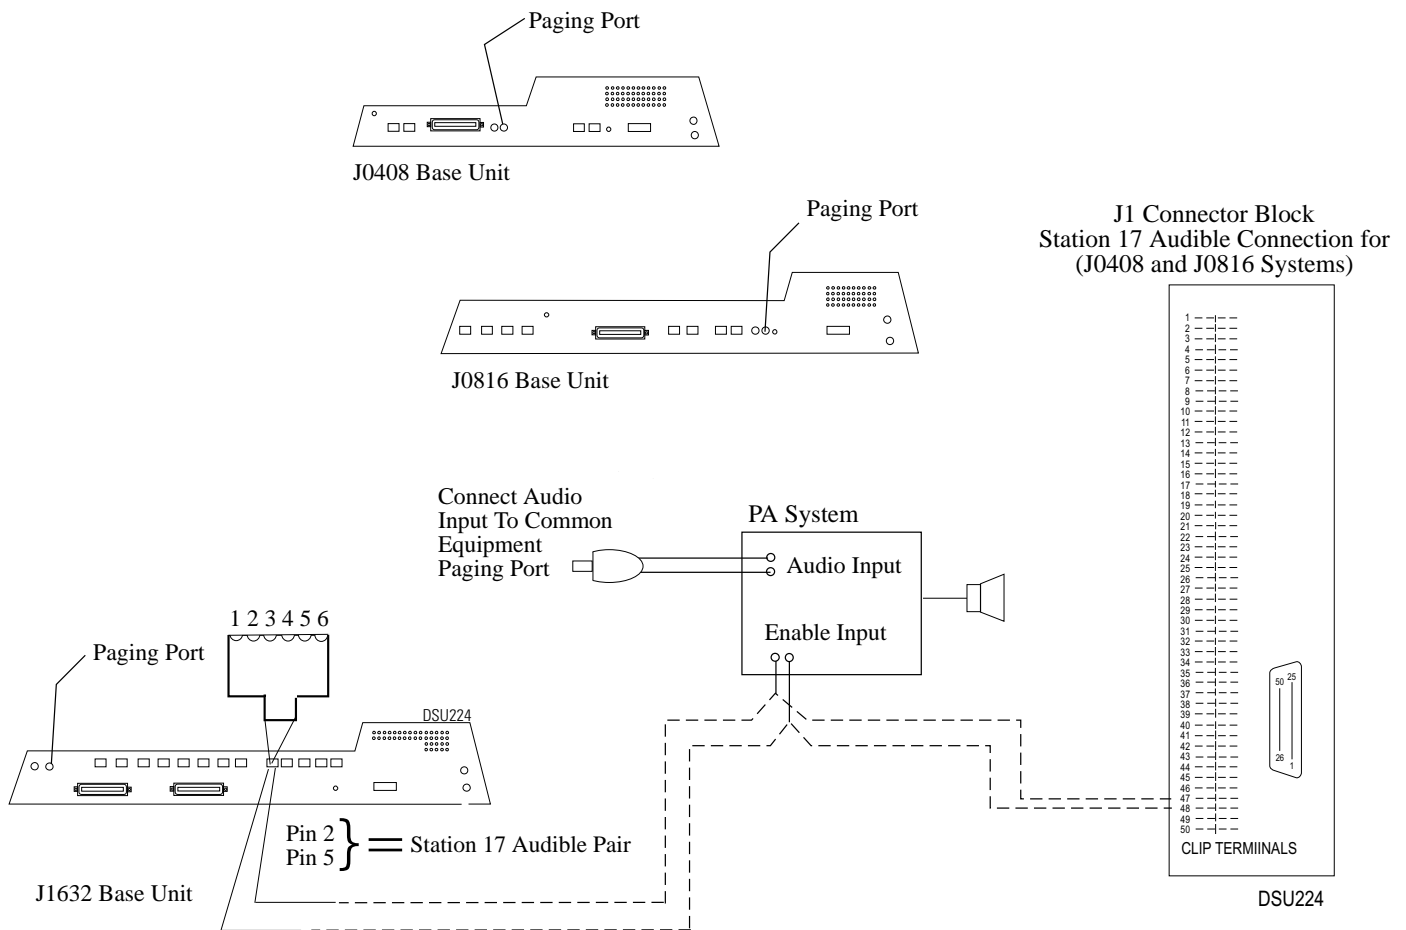 Paging Port
J0408 Base Unit
Paging Port
J0816 Base Unit
J1 Connector Block
Station 17 Audible Connection for
(J0408 and J0816 Systems)
1
2
3
4
5
6
7
8
9
10
11
12
13
14
15
16
17
18
19
20
21
22
23
24
25
26
27
28
29
30
31
32
33
34
35
36
37
38
39
40
41
42
43
44
45
46
47
48
49
50
50 25
26 1
CLIP TERMIINALS
DSU224
Connect Audio
Input To Common
Equipment
Paging Port
PA System
Audio Input
Enable Input
1 2 3 4 5 6
Paging Port
DSU224
Pin 2
Pin 5
} = Station 17 Audible Pair
J1632 Base Unit